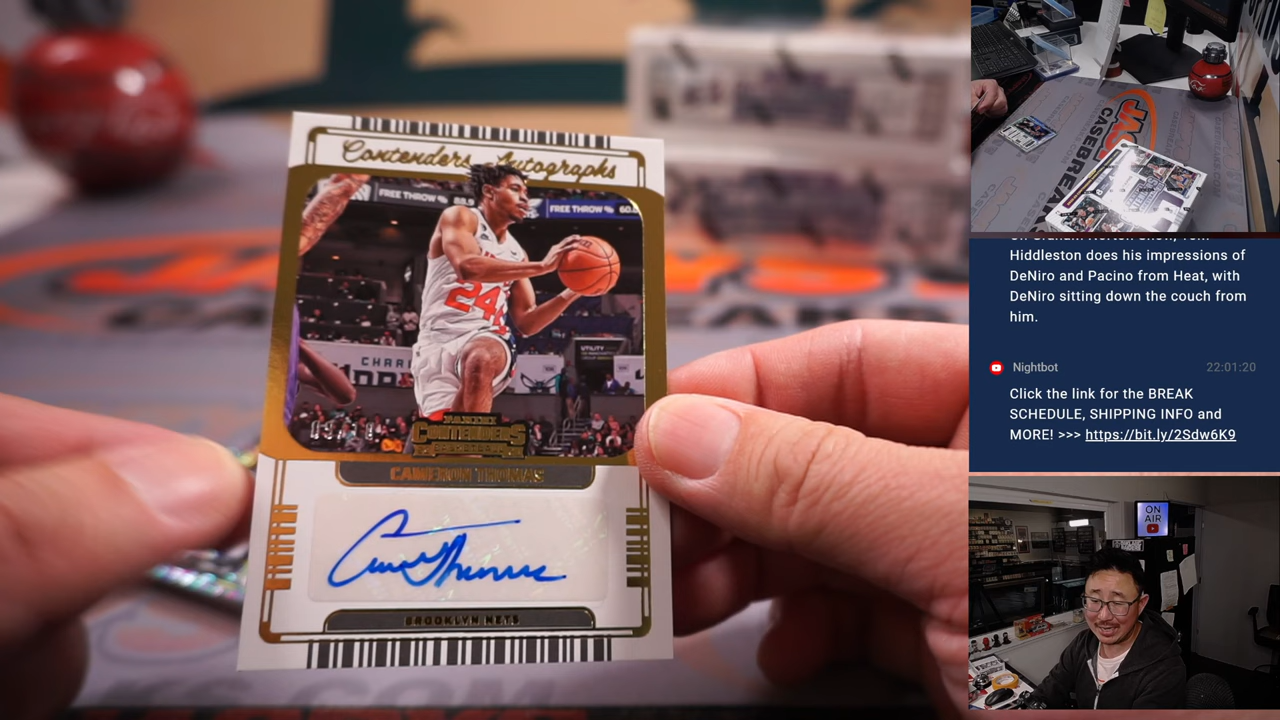 Contenders Autographs
FREE THROW %
FREE THROW %
24
PANINI
CONTENDERS
CAMERON THOMAS
BROOKLYN NETS
CASEBREAK
Hiddleston does his impressions of
DeNiro and Pacino from Heat, with
DeNiro sitting down the couch from
him.
Nightbot
22:01:20
Click the link for the BREAK
SCHEDULE, SHIPPING INFO and
MORE! >>> https://bit.ly/2Sdw6K9
ON
AIR